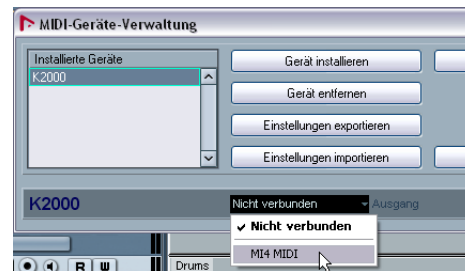 MIDI-Geräte-Verwaltung
Installierte Geräte
K2000
Gerät installieren
Gerät entfernen
Einstellungen exportieren
Einstellungen importieren
K2000
Nicht verbunden
Ausgang
✓ Nicht verbunden
MI4 MIDI
R W
Drums